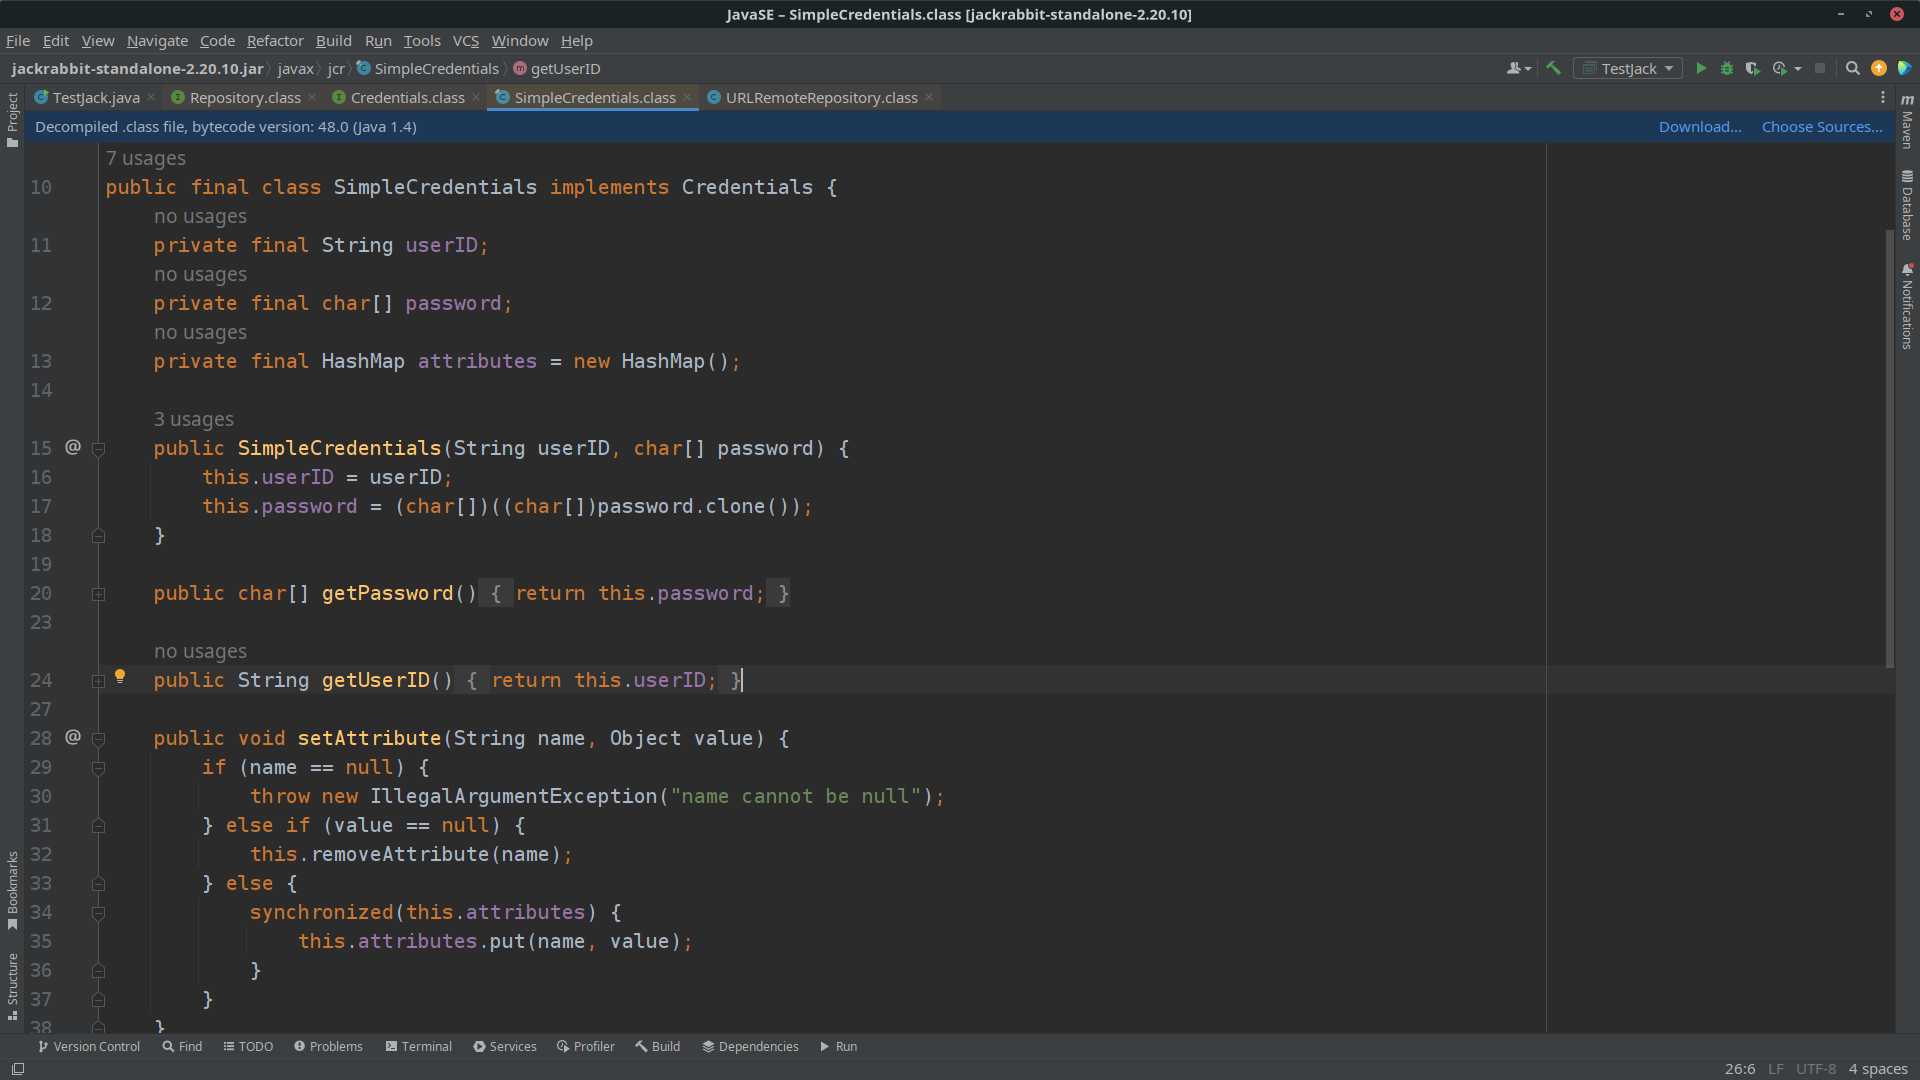 JavaSE – SimpleCredentials.class [jackrabbit-standalone-2.20.10]
File Edit View Navigate Code Refactor Build Run Tools VCS Window Help
jackrabbit-standalone-2.20.10.jar javax jcr SimpleCredentials getUserID TestJack
TestJack.java Repository.class Credentials.class SimpleCredentials.class URLRemoteRepository.class
Decompiled .class file, bytecode version: 48.0 (Java 1.4) Download... Choose Sources...
Project
Bookmarks
Structure
Maven
Database
Notifications
7 usages
10 public final class SimpleCredentials implements Credentials {
no usages
11 private final String userID;
no usages
12 private final char[] password;
no usages
13 private final HashMap attributes = new HashMap();
14
3 usages
15 @ public SimpleCredentials(String userID, char[] password) {
16 this.userID = userID;
17 this.password = (char[])((char[])password.clone());
18 }
19
20 public char[] getPassword() { return this.password; }
23
no usages
24 public String getUserID() { return this.userID; }
27
28 @ public void setAttribute(String name, Object value) {
29 if (name == null) {
30 throw new IllegalArgumentException("name cannot be null");
31 } else if (value == null) {
32 this.removeAttribute(name);
33 } else {
34 synchronized(this.attributes) {
35 this.attributes.put(name, value);
36 }
37 }
38 }
Version Control Find TODO Problems Terminal Services Profiler Build Dependencies Run
26:6 LF UTF-8 4 spaces